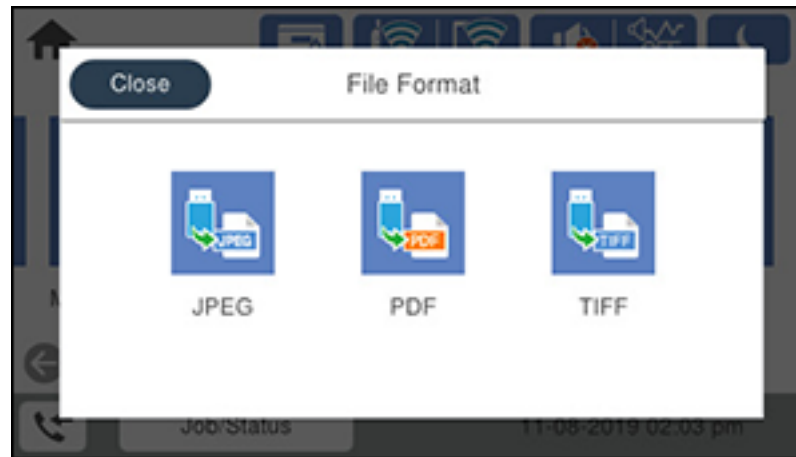 Close
File Format
JPEG
PDF
TIFF
JPEG
PDF
TIFF
Job/Status
11-08-2019 02:03 pm